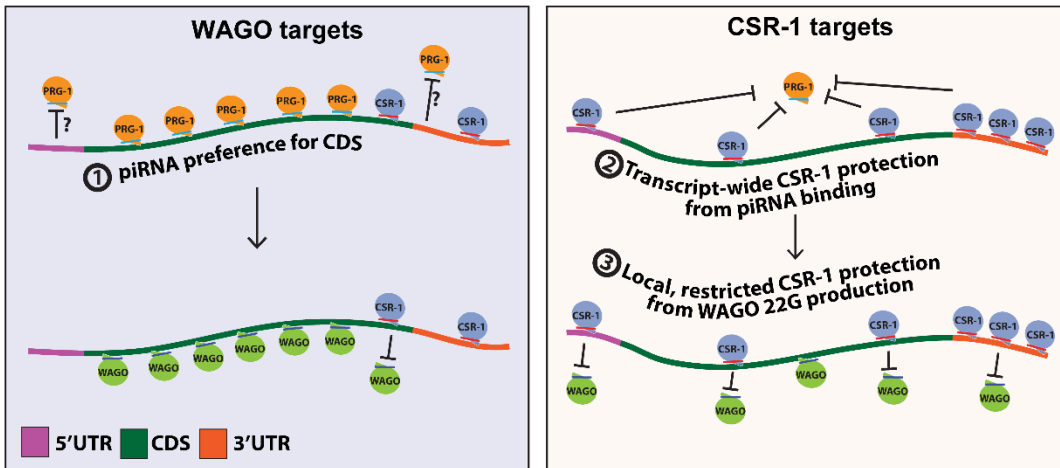 WAGO targets
PRG-1
?
PRG-1
PRG-1
PRG-1
PRG-1
PRG-1
CSR-1
PRG-1
?
CSR-1
1 piRNA preference for CDS
CSR-1
CSR-1
WAGO
WAGO
WAGO
WAGO
WAGO
WAGO
WAGO
5'UTR
CDS
3'UTR
CSR-1 targets
PRG-1
CSR-1
CSR-1
CSR-1
CSR-1
CSR-1
CSR-1
2 Transcript-wide CSR-1 protection
from piRNA binding
3 Local, restricted CSR-1 protection
from WAGO 22G production
CSR-1
CSR-1
CSR-1
CSR-1
CSR-1
CSR-1
WAGO
WAGO
WAGO
WAGO
WAGO